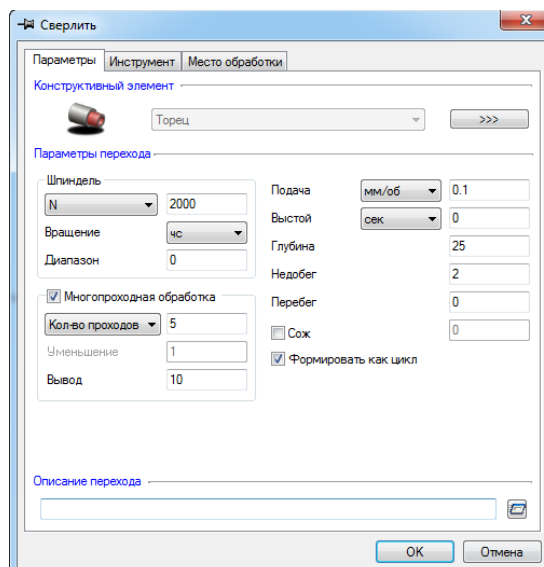 Сверлить
Параметры Инструмент Место обработки
Конструктивный элемент
Торец >>>
Параметры перехода
Шпиндель
N 2000
Вращение чс
Диапазон 0
Многопроходная обработка
Кол-во проходов 5
Уменьшение 1
Вывод 10
Подача мм/об 0.1
Выстой сек 0
Глубина 25
Недобег 2
Перебег 0
Сож 0
Формировать как цикл
Описание перехода
OK Отмена